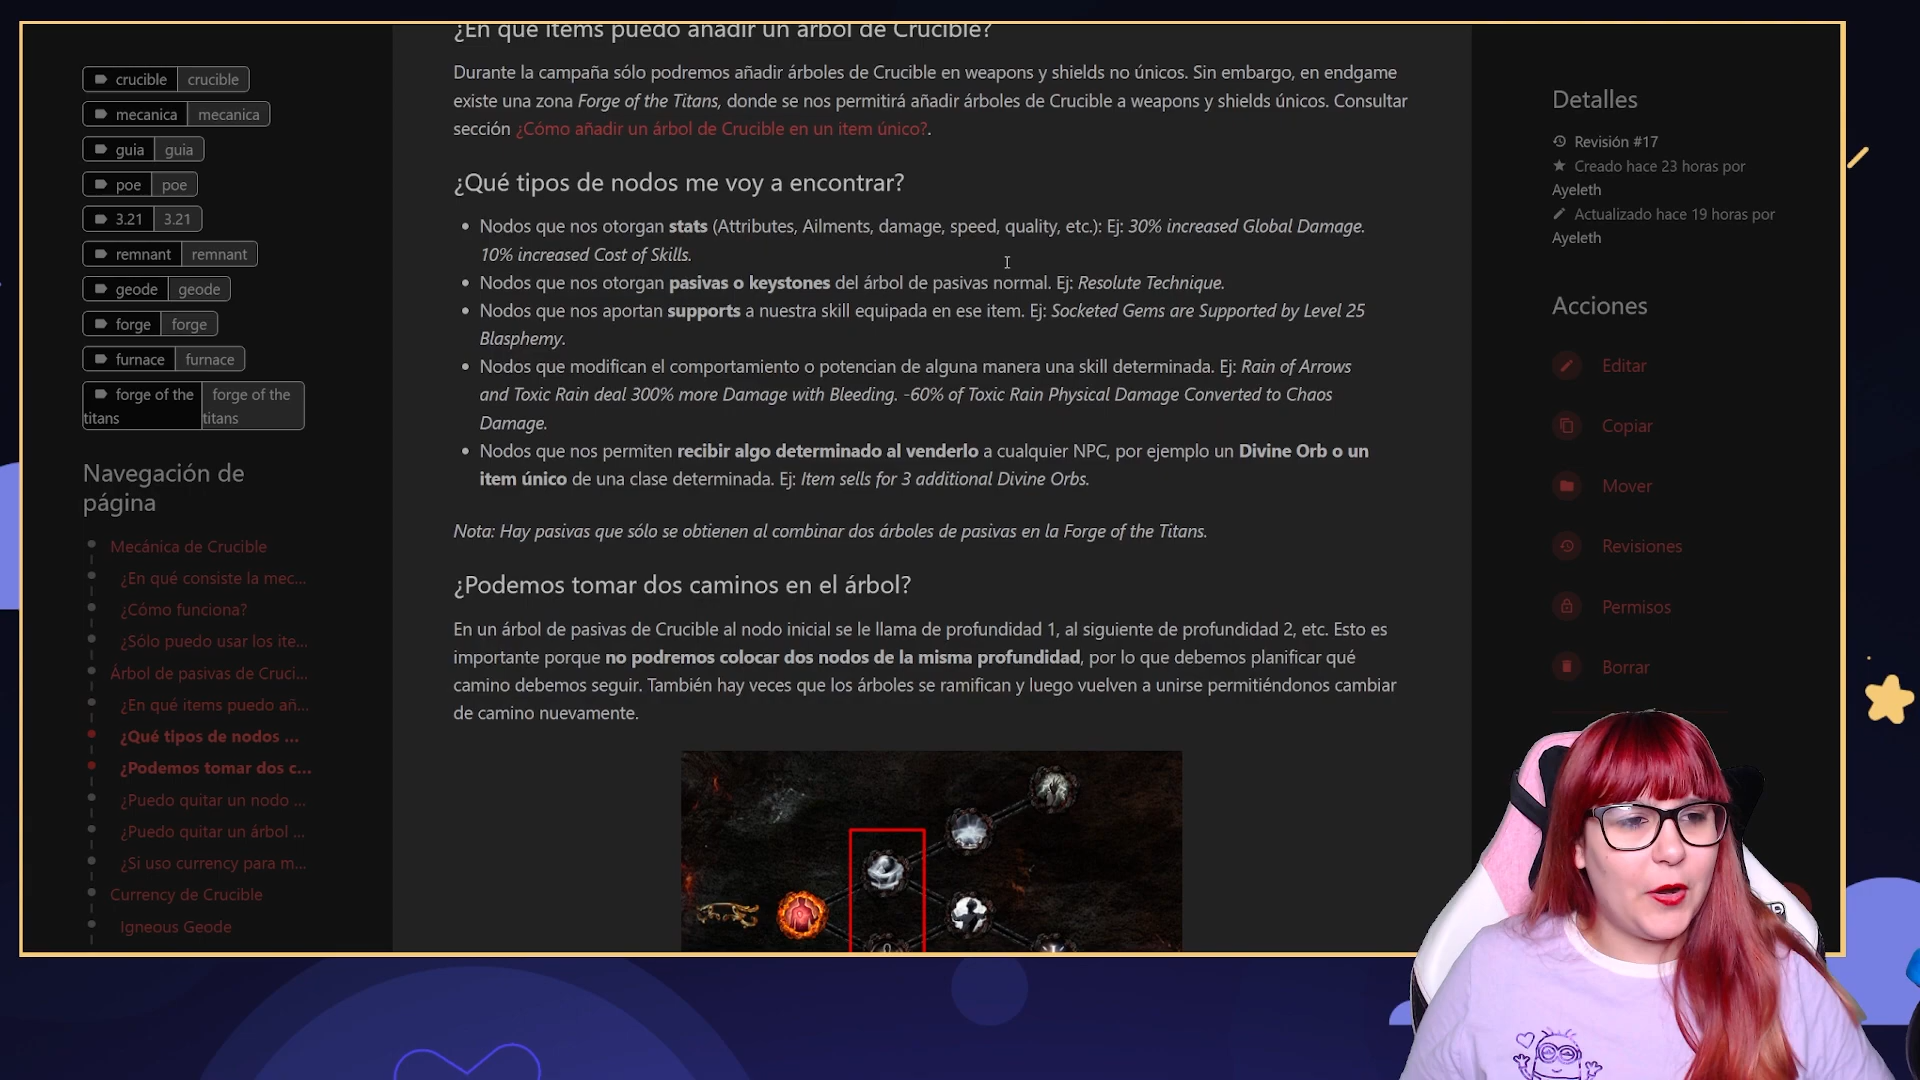 crucible crucible
mecanica mecanica
guia guia
poe poe
3.21 3.21
remnant remnant
geode geode
forge forge
furnace furnace
forge of the titans forge of the titans
Navegación de
página
Mecánica de Crucible
¿En qué consiste la mec...
¿Cómo funciona?
¿Sólo puedo usar los ite...
Árbol de pasivas de Cruci...
¿En qué items puedo añ...
¿Qué tipos de nodos ...
¿Podemos tomar dos c...
¿Puedo quitar un nodo ...
¿Puedo quitar un árbol ...
¿Si uso currency para m...
Currency de Crucible
Igneous Geode
¿En qué items puedo añadir un árbol de Crucible?
Durante la campaña sólo podremos añadir árboles de Crucible en weapons y shields no únicos. Sin embargo, en endgame
existe una zona Forge of the Titans, donde se nos permitirá añadir árboles de Crucible a weapons y shields únicos. Consultar
sección ¿Cómo añadir un árbol de Crucible en un item único?.
¿Qué tipos de nodos me voy a encontrar?
Nodos que nos otorgan stats (Attributes, Ailments, damage, speed, quality, etc.): Ej: 30% increased Global Damage.
10% increased Cost of Skills.
Nodos que nos otorgan pasivas o keystones del árbol de pasivas normal. Ej: Resolute Technique.
Nodos que nos aportan supports a nuestra skill equipada en ese item. Ej: Socketed Gems are Supported by Level 25
Blasphemy.
Nodos que modifican el comportamiento o potencian de alguna manera una skill determinada. Ej: Rain of Arrows
and Toxic Rain deal 300% more Damage with Bleeding. -60% of Toxic Rain Physical Damage Converted to Chaos
Damage.
Nodos que nos permiten recibir algo determinado al venderlo a cualquier NPC, por ejemplo un Divine Orb o un
item único de una clase determinada. Ej: Item sells for 3 additional Divine Orbs.
Nota: Hay pasivas que sólo se obtienen al combinar dos árboles de pasivas en la Forge of the Titans.
¿Podemos tomar dos caminos en el árbol?
En un árbol de pasivas de Crucible al nodo inicial se le llama de profundidad 1, al siguiente de profundidad 2, etc. Esto es
importante porque no podremos colocar dos nodos de la misma profundidad, por lo que debemos planificar qué
camino debemos seguir. También hay veces que los árboles se ramifican y luego vuelven a unirse permitiéndonos cambiar
de camino nuevamente.
Detalles
Revisión #17
Creado hace 23 horas por
Ayeleth
Actualizado hace 19 horas por
Ayeleth
Acciones
Editar
Copiar
Mover
Revisiones
Permisos
Borrar